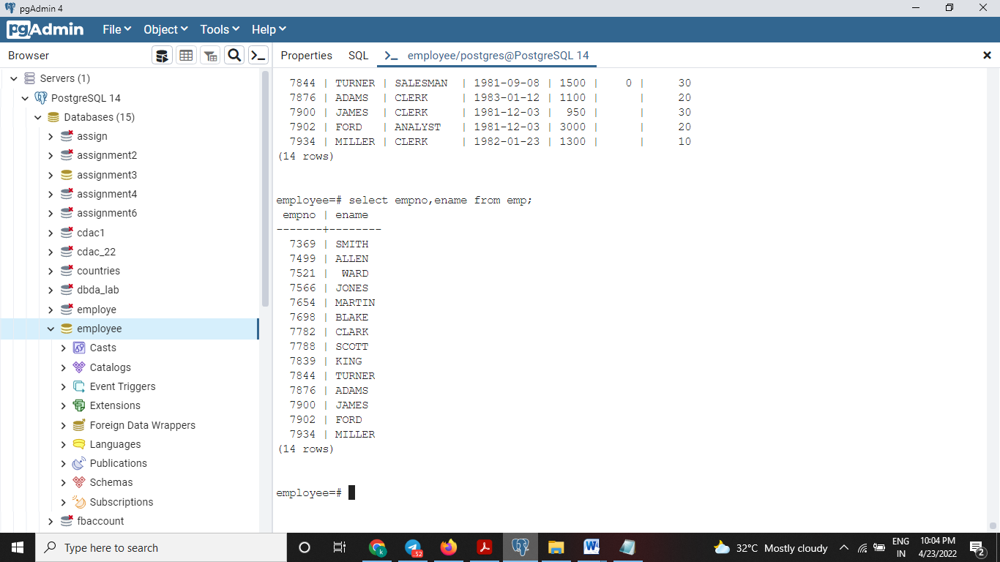 pgAdmin 4
pgAdmin File Object Tools Help
Browser
Properties SQL employee/postgres@PostgreSQL 14
Servers (1)
PostgreSQL 14
Databases (15)
assign
assignment2
assignment3
assignment4
assignment6
cdac1
cdac_22
countries
dbda_lab
employe
employee
Casts
Catalogs
Event Triggers
Extensions
Foreign Data Wrappers
Languages
Publications
Schemas
Subscriptions
fbaccount
7844 | TURNER | SALESMAN | 1981-09-08 | 1500 | 0 | 30
7876 | ADAMS | CLERK | 1983-01-12 | 1100 | | 20
7900 | JAMES | CLERK | 1981-12-03 | 950 | | 30
7902 | FORD | ANALYST | 1981-12-03 | 3000 | | 20
7934 | MILLER | CLERK | 1982-01-23 | 1300 | | 10
(14 rows)
employee=# select empno,ename from emp;
empno | ename
-------+--------
7369 | SMITH
7499 | ALLEN
7521 |  WARD
7566 | JONES
7654 | MARTIN
7698 | BLAKE
7782 | CLARK
7788 | SCOTT
7839 | KING
7844 | TURNER
7876 | ADAMS
7900 | JAMES
7902 | FORD
7934 | MILLER
(14 rows)
employee=#
Type here to search
k
52
32°C Mostly cloudy
ENG
IN
10:04 PM
4/23/2022
2